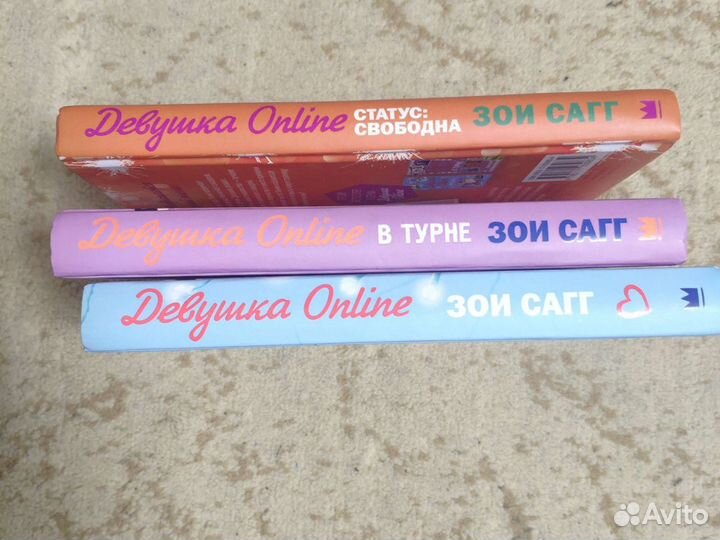 Девушка Online СТАТУС: СВОБОДНА ЗОИ САГГ
Девушка Online В ТУРНЕ ЗОИ САГГ
Девушка Online ЗОИ САГГ
Avito